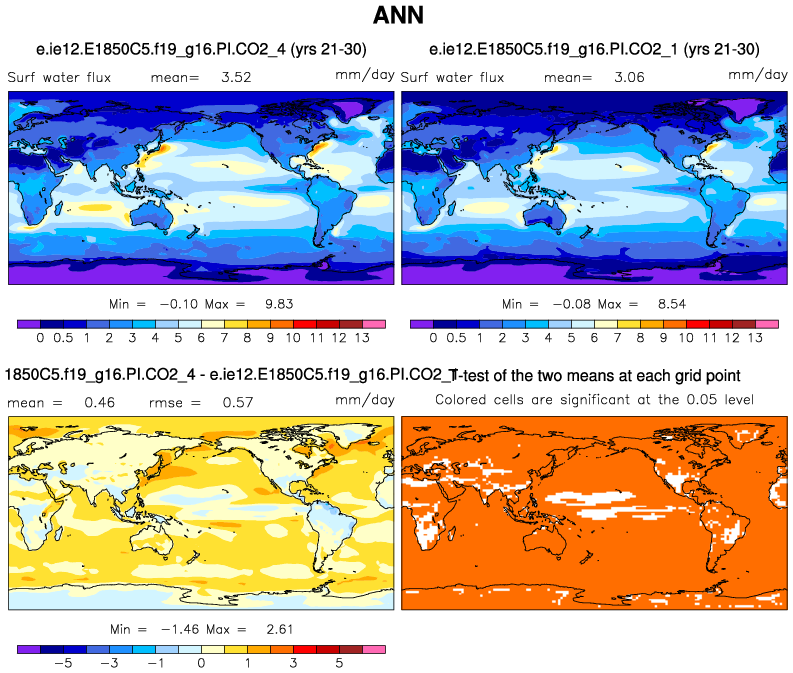 ANN
e.ie12.E1850C5.f19_g16.PI.CO2_4 (yrs 21-30)
e.ie12.E1850C5.f19_g16.PI.CO2_1 (yrs 21-30)
Surf water flux mean= 3.52 mm/day
Surf water flux mean= 3.06 mm/day
Min = −0.10 Max = 9.83
Min = −0.08 Max = 8.54
0 0.5 1 2 3 4 5 6 7 8 9 10 11 12 13
0 0.5 1 2 3 4 5 6 7 8 9 10 11 12 13
1850C5.f19_g16.PI.CO2_4 - e.ie12.E1850C5.f19_g16.PI.CO2_
T-test of the two means at each grid point
mean = 0.46 rmse = 0.57 mm/day
Colored cells are significant at the 0.05 level
Min = −1.46 Max = 2.61
−5 −3 −1 0 1 3 5